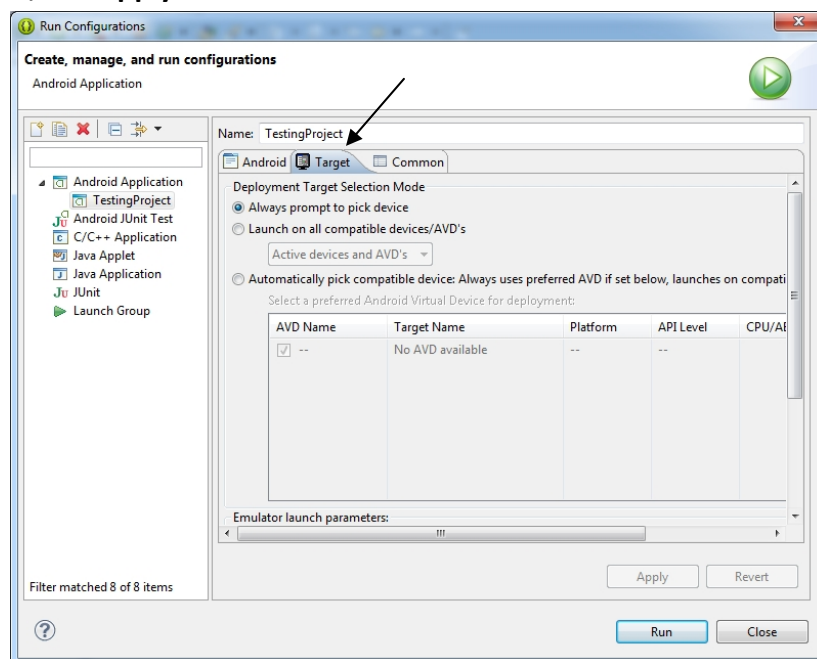 Run Configurations
Create, manage, and run configurations
Android Application
Name: TestingProject
Android Target Common
Android Application
TestingProject
Android JUnit Test
C/C++ Application
Java Applet
Java Application
JUnit
Launch Group
Filter matched 8 of 8 items
Deployment Target Selection Mode
Always prompt to pick device
Launch on all compatible devices/AVD's
Active devices and AVD's
Automatically pick compatible device: Always uses preferred AVD if set below, launches on compati
Select a preferred Android Virtual Device for deployment:
AVD Name Target Name Platform API Level CPU/AE
-- No AVD available -- --
Emulator launch parameters:
Apply Revert
Run Close